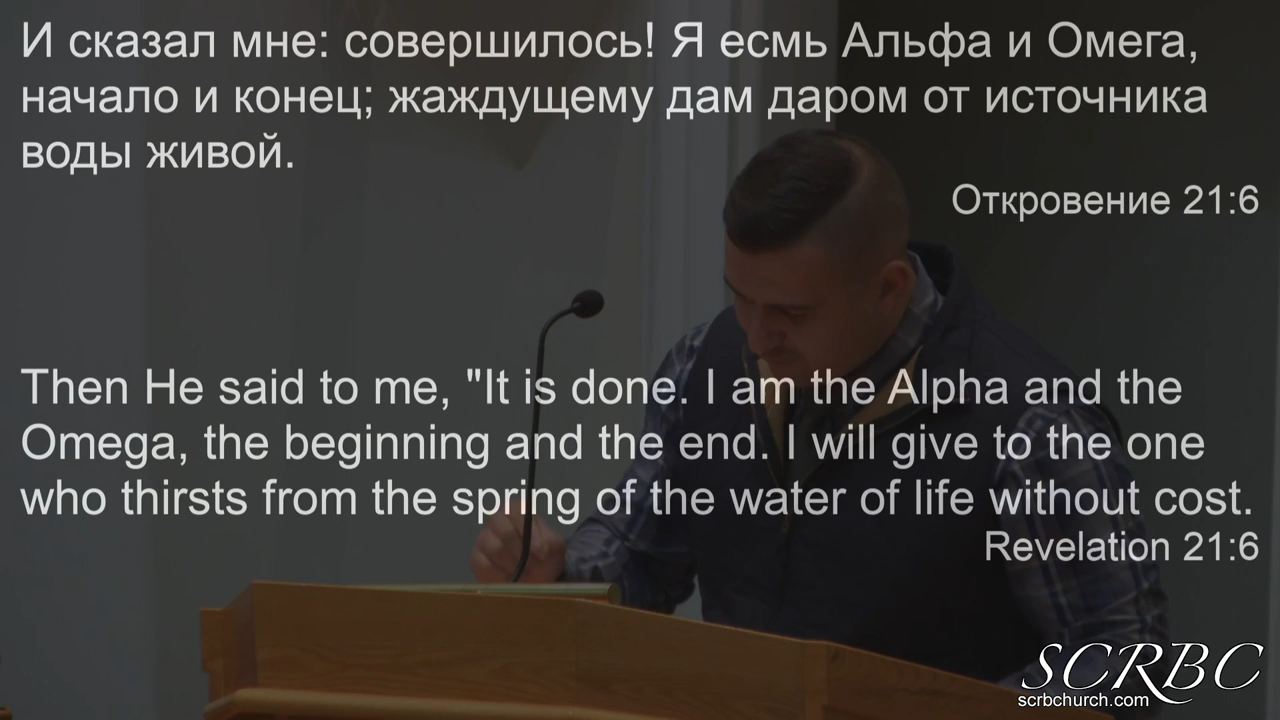 И сказал мне: совершилось! Я есмь Альфа и Омега,
начало и конец; жаждущему дам даром от источника
воды живой.
Откровение 21:6
Then He said to me, "It is done. I am the Alpha and the
Omega, the beginning and the end. I will give to the one
who thirsts from the spring of the water of life without cost.
Revelation 21:6
SCRBC
scrbchurch.com